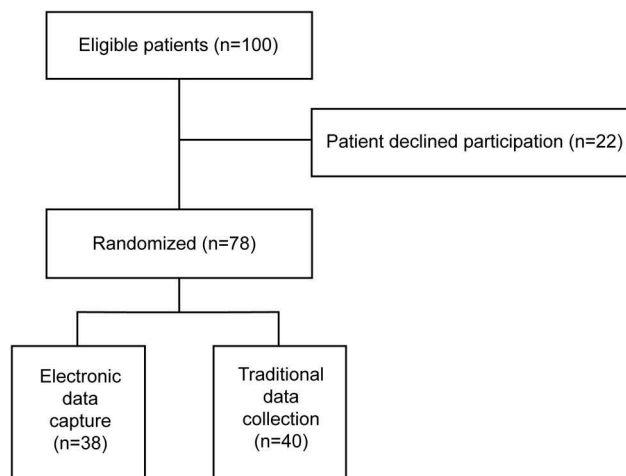 Eligible patients (n=100)
Patient declined participation (n=22)
Randomized (n=78)
Electronic
data
capture
(n=38)
Traditional
data
collection
(n=40)